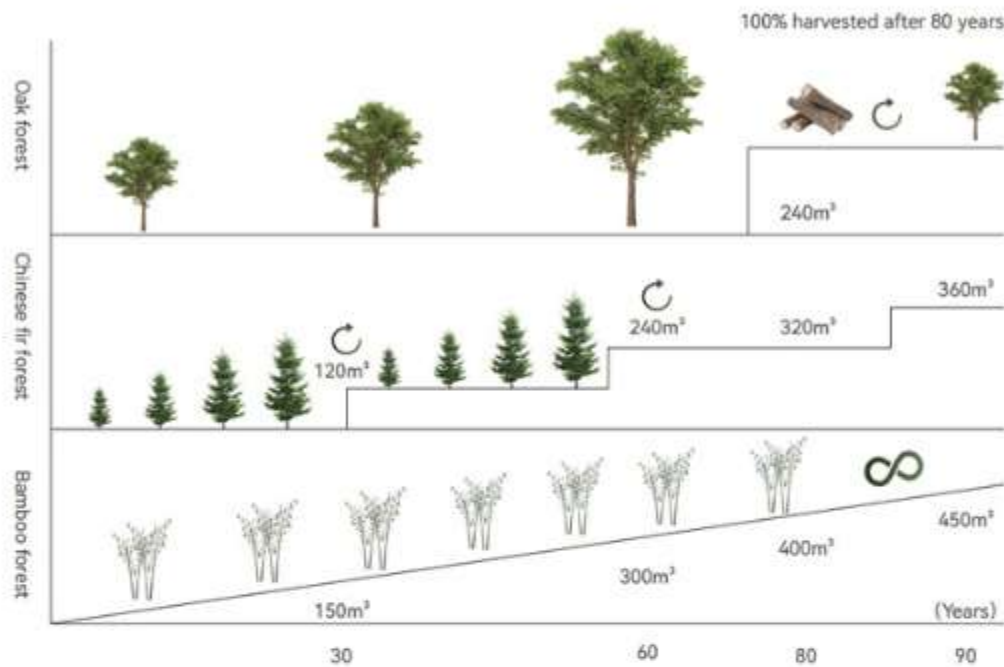 100% harvested after 80 years
Oak forest
240m³
Chinese fir forest
120m³
240m³
320m³
360m³
Bamboo forest
150m³
300m³
400m³
450m³
(Years)
30
60
80
90